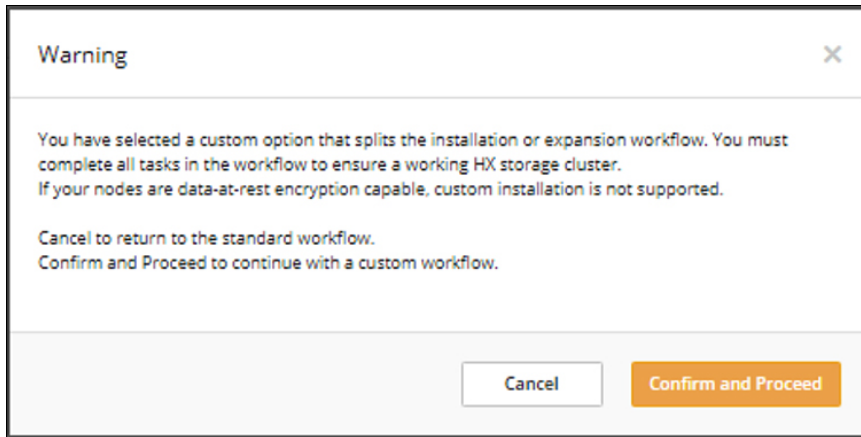 Warning
You have selected a custom option that splits the installation or expansion workflow. You must
complete all tasks in the workflow to ensure a working HX storage cluster.
If your nodes are data-at-rest encryption capable, custom installation is not supported.
Cancel to return to the standard workflow.
Confirm and Proceed to continue with a custom workflow.
Cancel
Confirm and Proceed